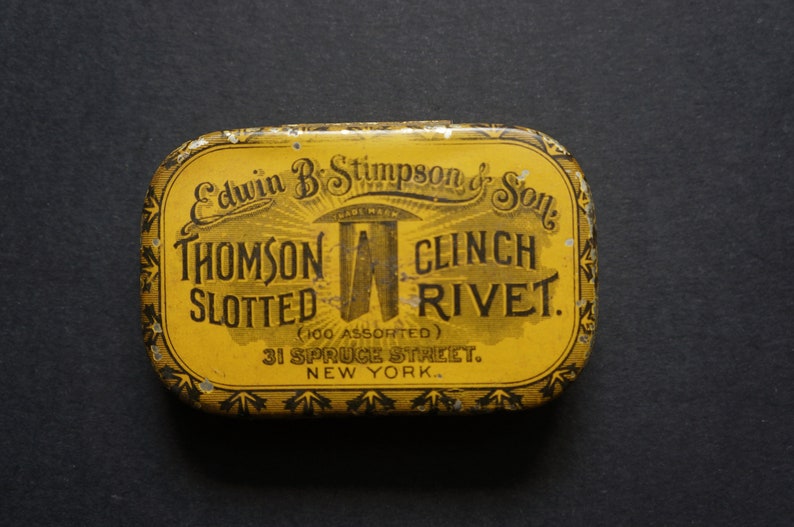 Edwin B. Stimpson & Son.
TRADE MARK
THOMSON CLINCH
SLOTTED RIVET.
(100 ASSORTED)
31 SPRUCE STREET.
NEW YORK.